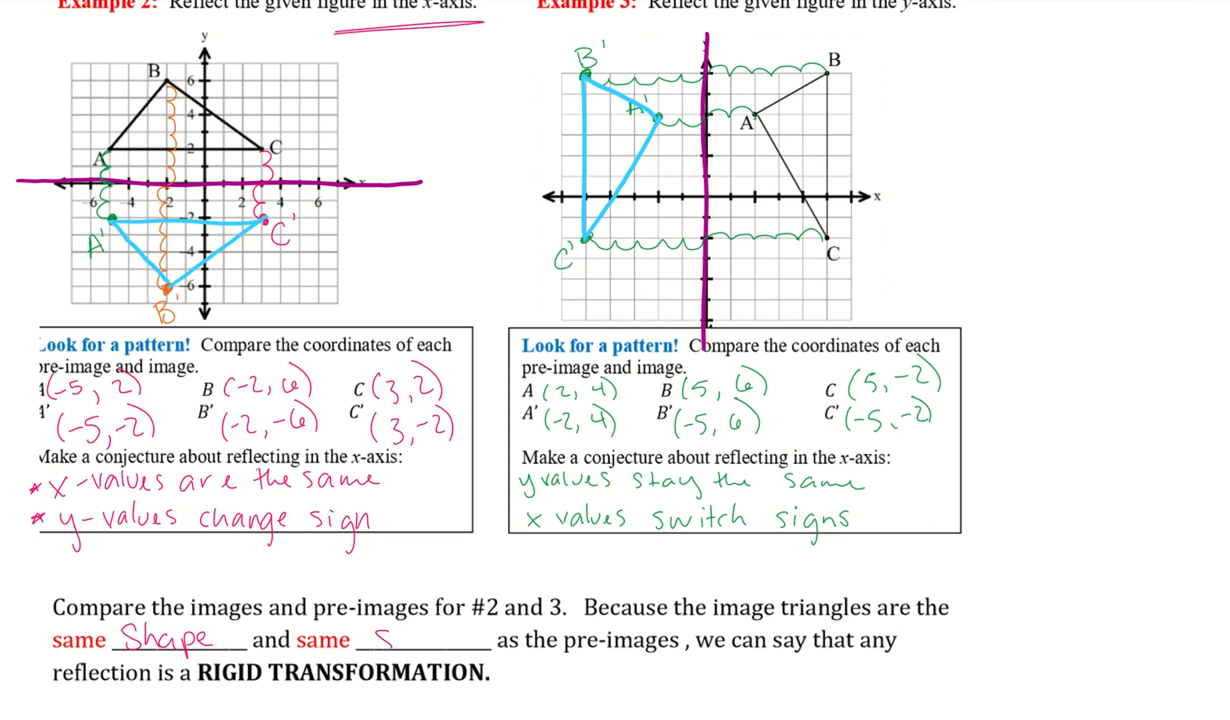 Example 2: Reflect the given figure in the x-axis.
Example 3: Reflect the given figure in the y-axis.
y
B
6
4
A
2
C
x
6 4 2 2 4 6
-2
A'
C'
-4
-6
B'
B'
B
A'
A
x
C'
C
Look for a pattern! Compare the coordinates of each
pre-image and image.
A (-5, 2) B (-2, 6) C (3, 2)
A' (-5, -2) B' (-2, -6) C' (3, -2)
Make a conjecture about reflecting in the x-axis:
* x-values are the same
* y-values change sign
Look for a pattern! Compare the coordinates of each
pre-image and image.
A (2, 4) B (5, 6) C (5, -2)
A' (-2, 4) B' (-5, 6) C' (-5, -2)
Make a conjecture about reflecting in the x-axis:
y values stay the same
x values switch signs
Compare the images and pre-images for #2 and 3. Because the image triangles are the
same Shape and same s as the pre-images , we can say that any
reflection is a RIGID TRANSFORMATION.